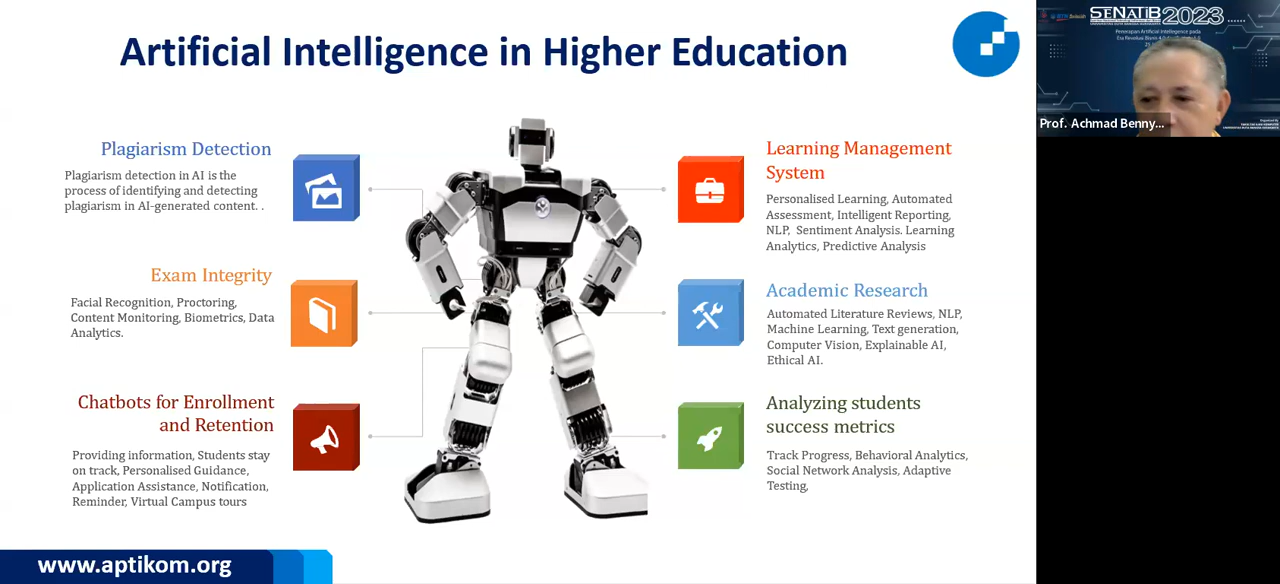 Artificial Intelligence in Higher Education
Plagiarism Detection
Plagiarism detection in AI is the
process of identifying and detecting
plagiarism in AI-generated content. .
Exam Integrity
Facial Recognition, Proctoring,
Content Monitoring, Biometrics, Data
Analytics.
Chatbots for Enrollment
and Retention
Providing information, Students stay
on track, Personalised Guidance,
Application Assistance, Notification,
Reminder, Virtual Campus tours
Learning Management
System
Personalised Learning, Automated
Assessment, Intelligent Reporting,
NLP, Sentiment Analysis. Learning
Analytics, Predictive Analysis
Academic Research
Automated Literature Reviews, NLP,
Machine Learning, Text generation,
Computer Vision, Explainable AI,
Ethical AI.
Analyzing students
success metrics
Track Progress, Behavioral Analytics,
Social Network Analysis, Adaptive
Testing,
www.aptikom.org
SENATIB 2023
Penerapan Artificial Intelligence pada
Prof. Achmad Benny...